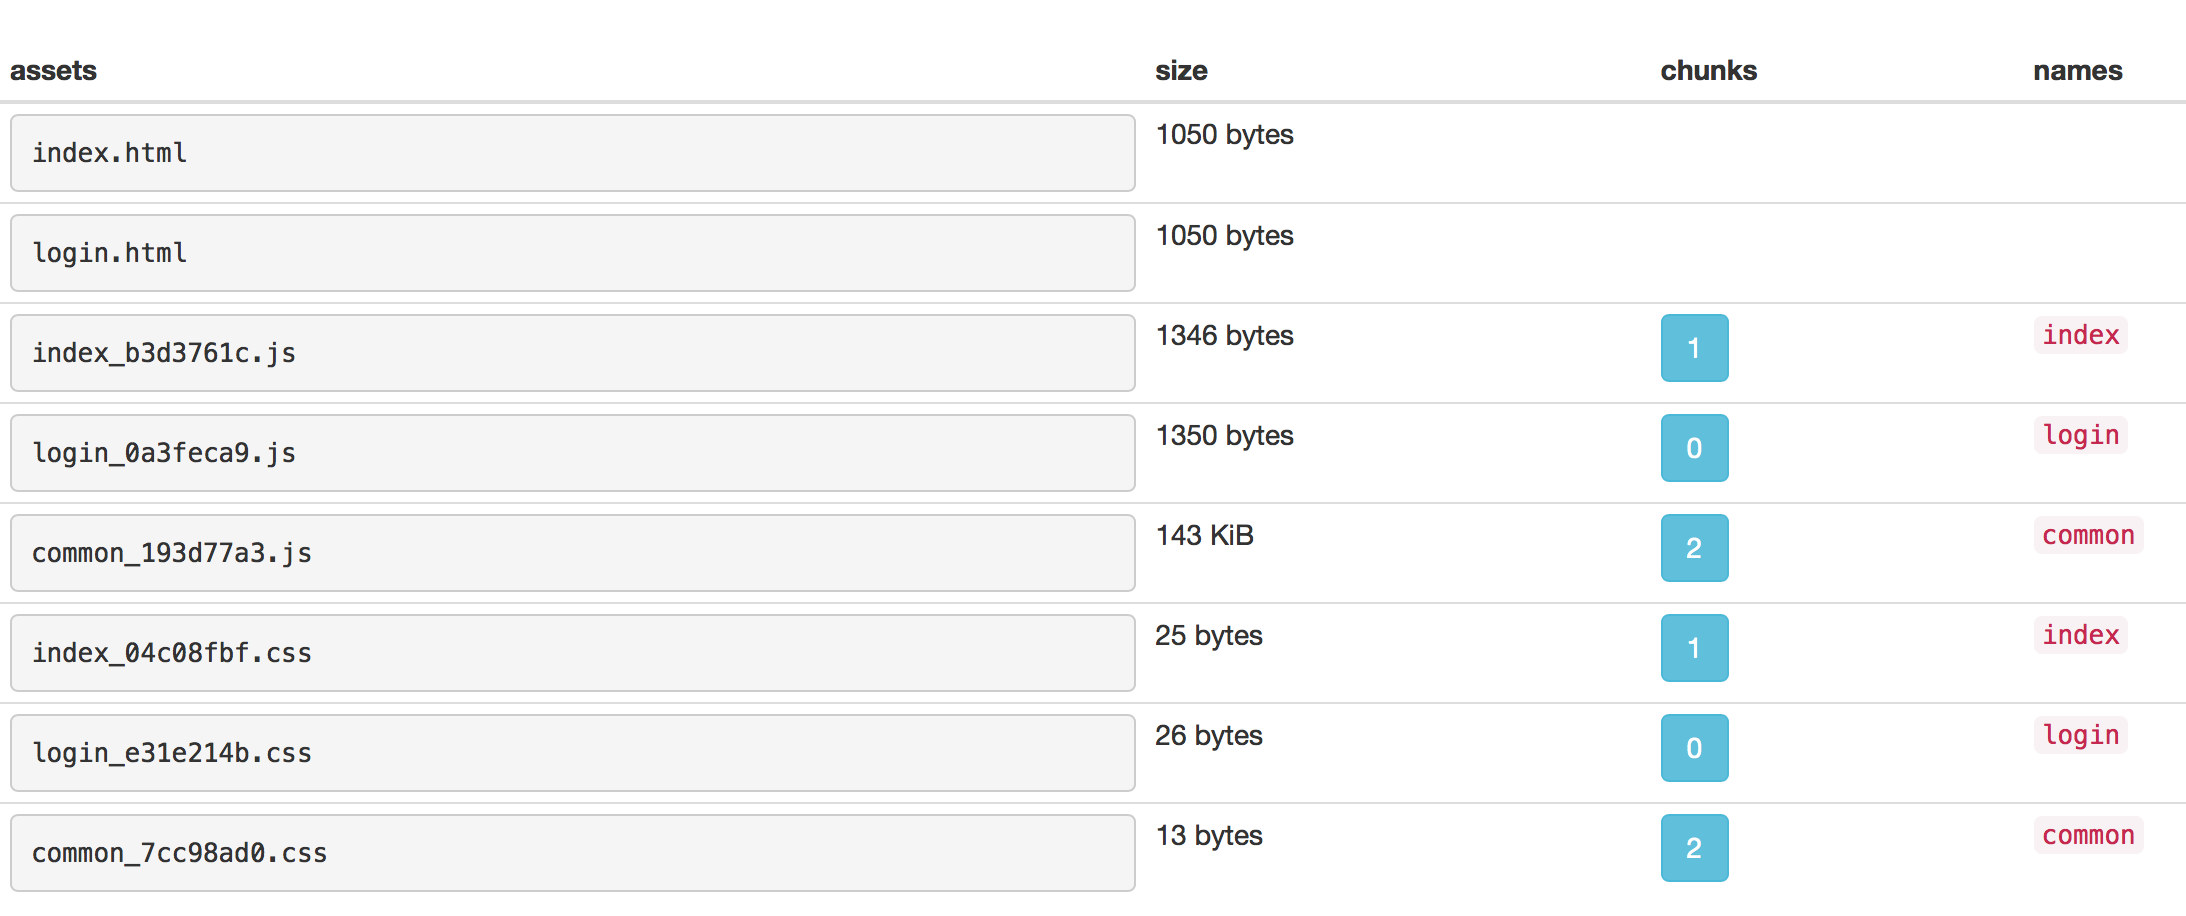 assets size chunks names
index.html 1050 bytes
login.html 1050 bytes
index_b3d3761c.js 1346 bytes 1 index
login_0a3feca9.js 1350 bytes 0 login
common_193d77a3.js 143 KiB 2 common
index_04c08fbf.css 25 bytes 1 index
login_e31e214b.css 26 bytes 0 login
common_7cc98ad0.css 13 bytes 2 common